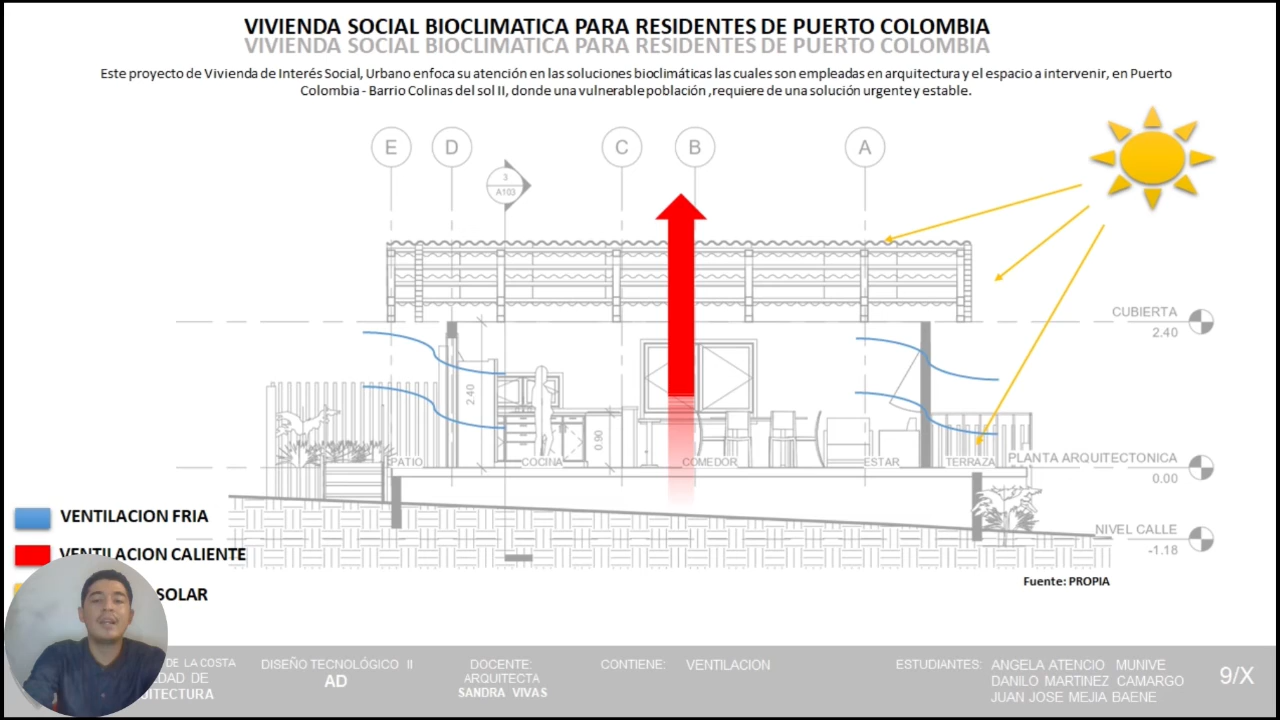 VIVIENDA SOCIAL BIOCLIMATICA PARA RESIDENTES DE PUERTO COLOMBIA
VIVIENDA SOCIAL BIOCLIMATICA PARA RESIDENTES DE PUERTO COLOMBIA
Este proyecto de Vivienda de Interés Social, Urbano enfoca su atención en las soluciones bioclimáticas las cuales son empleadas en arquitectura y el espacio a intervenir, en Puerto
Colombia - Barrio Colinas del sol II, donde una vulnerable población ,requiere de una solución urgente y estable.
E D C B A
3
A103
CUBIERTA
2.40
2.40
0.90
PATIO COCINA COMEDOR ESTAR TERRAZA
PLANTA ARQUITECTONICA
0.00
NIVEL CALLE
-1.18
VENTILACION FRIA
VENTILACION CALIENTE
SOLAR
Fuente: PROPIA
DE LA COSTA
DE
DISEÑO TECNOLÓGICO II
AD
DOCENTE:
ARQUITECTA
SANDRA VIVAS
CONTIENE: VENTILACION
ESTUDIANTES: ANGELA ATENCIO MUNIVE
DANILO MARTINEZ CAMARGO
JUAN JOSE MEJIA BAENE
9/X